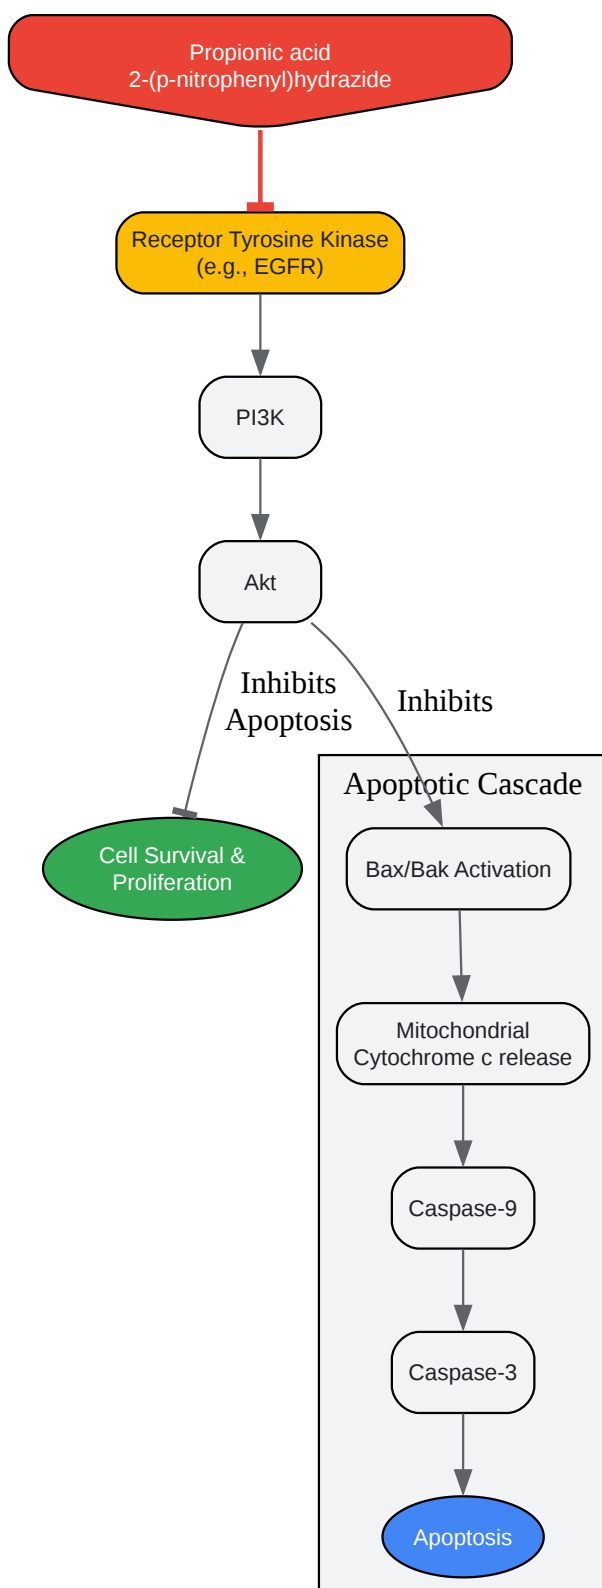 Propionic acid
2-(p-nitrophenyl)hydrazide
Receptor Tyrosine Kinase
(e.g., EGFR)
PI3K
Akt
Inhibits
Apoptosis
Inhibits
Apoptotic Cascade
Cell Survival &
Proliferation
Bax/Bak Activation
Mitochondrial
Cytochrome c release
Caspase-9
Caspase-3
Apoptosis